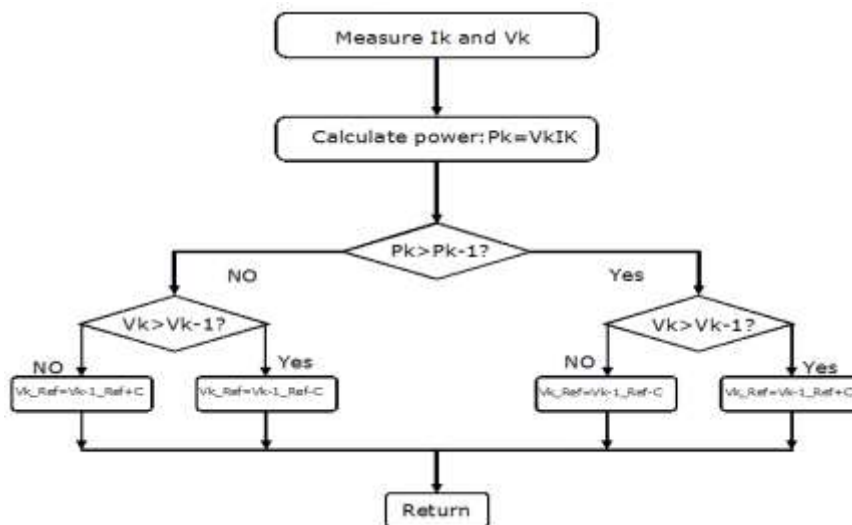 Measure Ik and Vk
Calculate power:Pk=VkIK
Pk>Pk-1?
NO
Yes
Vk>Vk-1?
Vk>Vk-1?
NO
Yes
NO
Yes
Vk_Ref=Vk-1_Ref+C
Vk_Ref=Vk-1_Ref-C
Vk_Ref=Vk-1_Ref-C
Vk_Ref=Vk-1_Ref+C
Return